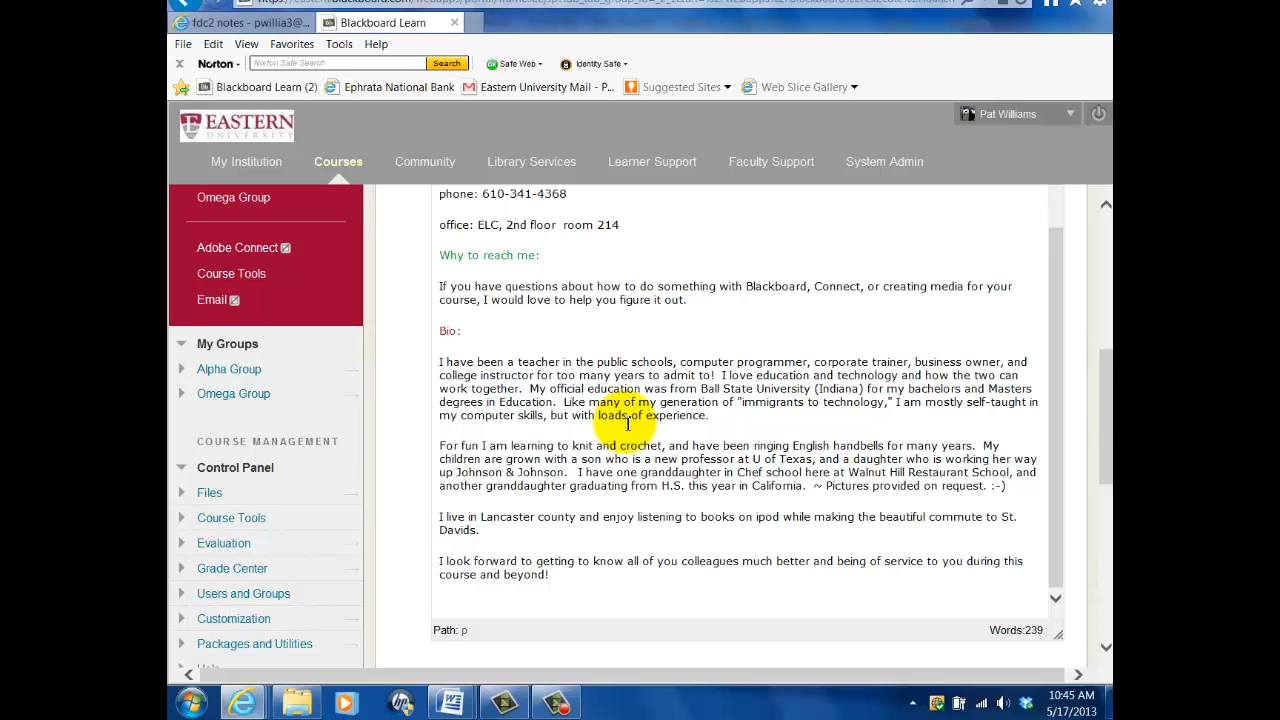 fdc2 notes - pwillia3@...
Blackboard Learn
File Edit View Favorites Tools Help
Norton Norton Safe Search Search Safe Web Identity Safe
Blackboard Learn (2) Ephrata National Bank Eastern University Mail - P... Suggested Sites Web Slice Gallery
EASTERN
UNIVERSITY
Pat Williams
My Institution Courses Community Library Services Learner Support Faculty Support System Admin
Omega Group
Adobe Connect
Course Tools
Email
My Groups
Alpha Group
Omega Group
COURSE MANAGEMENT
Control Panel
Files
Course Tools
Evaluation
Grade Center
Users and Groups
Customization
Packages and Utilities
Help
phone: 610-341-4368
office: ELC, 2nd floor room 214
Why to reach me:
If you have questions about how to do something with Blackboard, Connect, or creating media for your
course, I would love to help you figure it out.
Bio:
I have been a teacher in the public schools, computer programmer, corporate trainer, business owner, and
college instructor for too many years to admit to! I love education and technology and how the two can
work together. My official education was from Ball State University (Indiana) for my bachelors and Masters
degrees in Education. Like many of my generation of "immigrants to technology," I am mostly self-taught in
my computer skills, but with loads of experience.
For fun I am learning to knit and crochet, and have been ringing English handbells for many years. My
children are grown with a son who is a new professor at U of Texas, and a daughter who is working her way
up Johnson & Johnson. I have one granddaughter in Chef school here at Walnut Hill Restaurant School, and
another granddaughter graduating from H.S. this year in California. ~ Pictures provided on request. :-)
I live in Lancaster county and enjoy listening to books on ipod while making the beautiful commute to St.
Davids.
I look forward to getting to know all of you colleagues much better and being of service to you during this
course and beyond!
Path: p Words:239
10:45 AM
5/17/2013